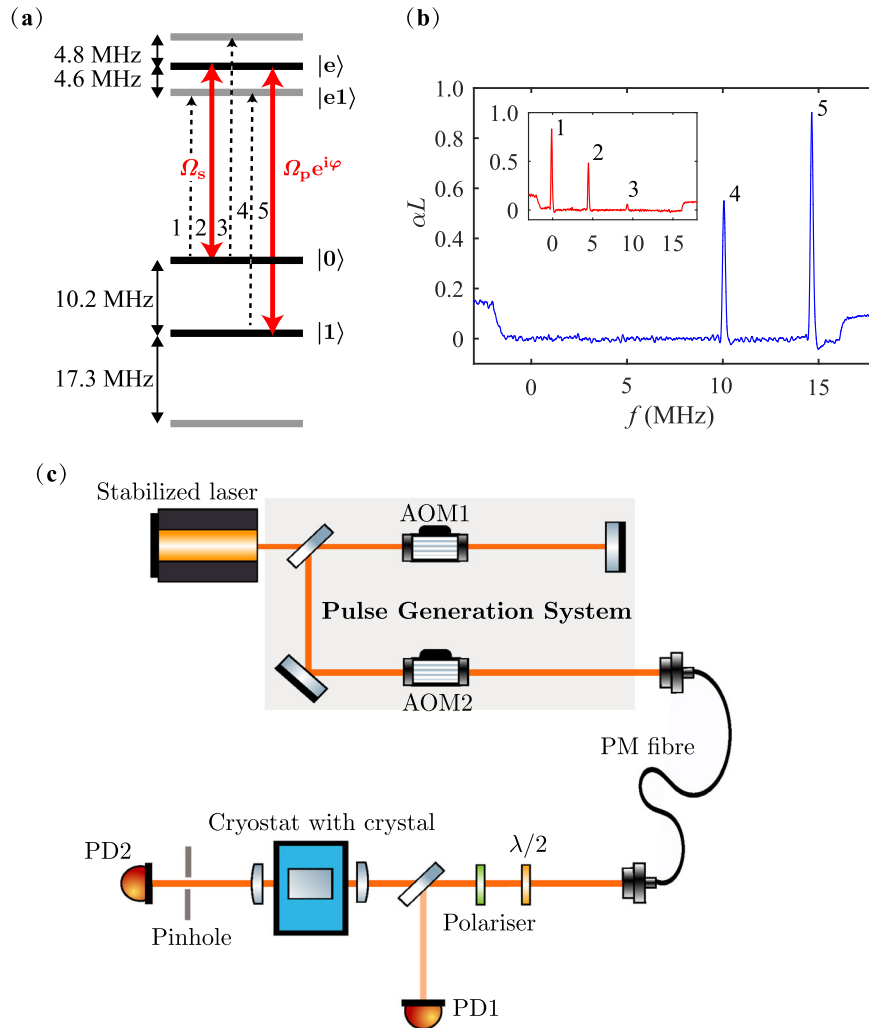 (a)
4.8 MHz
4.6 MHz
|e⟩
|e1⟩
Ωs
Ωp e^iφ
1 2 3 4 5
|0⟩
10.2 MHz
|1⟩
17.3 MHz
(b)
1.0
0.8
0.6
0.4
0.2
0
αL
0 5 10 15
f (MHz)
4
5
1.0
0.5
0
0 5 10 15
1
2
3
(c)
Stabilized laser
AOM1
Pulse Generation System
AOM2
PM fibre
Cryostat with crystal
λ/2
PD2
Pinhole
Polariser
PD1